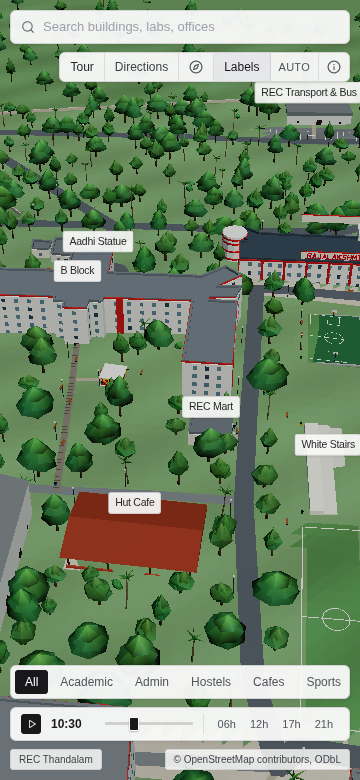 Search buildings, labs, offices
Tour Directions Labels AUTO
REC Transport & Bus
Aadhi Statue
B Block
REC Mart
White Stairs
Hut Cafe
All Academic Admin Hostels Cafes Sports
10:30 06h 12h 17h 21h
REC Thandalam © OpenStreetMap contributors, ODbL